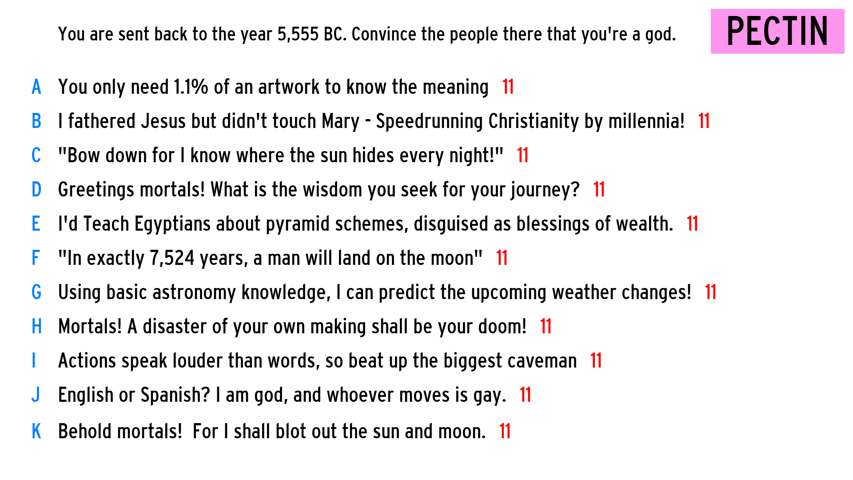 You are sent back to the year 5,555 BC. Convince the people there that you're a god.
PECTIN
A You only need 1.1% of an artwork to know the meaning 11
B I fathered Jesus but didn't touch Mary - Speedrunning Christianity by millennia! 11
C "Bow down for I know where the sun hides every night!" 11
D Greetings mortals! What is the wisdom you seek for your journey? 11
E I'd Teach Egyptians about pyramid schemes, disguised as blessings of wealth. 11
F "In exactly 7,524 years, a man will land on the moon" 11
G Using basic astronomy knowledge, I can predict the upcoming weather changes! 11
H Mortals! A disaster of your own making shall be your doom! 11
I Actions speak louder than words, so beat up the biggest caveman 11
J English or Spanish? I am god, and whoever moves is gay. 11
K Behold mortals!  For I shall blot out the sun and moon. 11